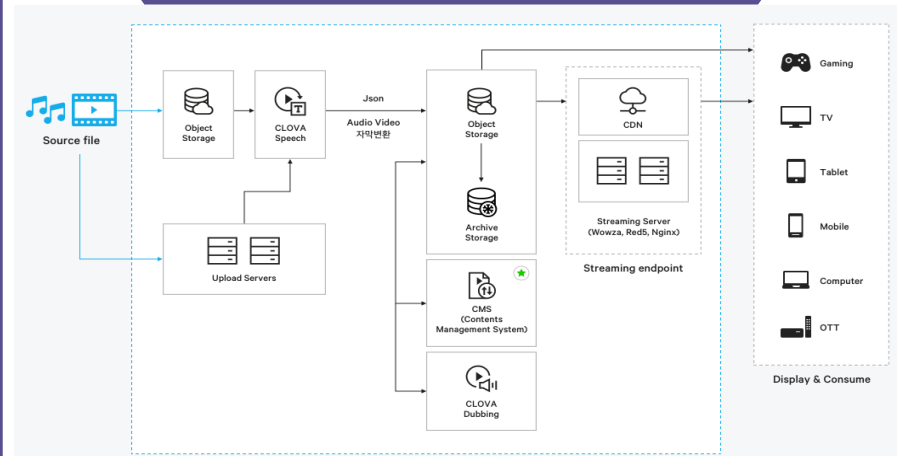 Source file
Object
Storage
CLOVA
Speech
Upload Servers
Json
Audio Video
자막변환
Object
Storage
Archive
Storage
CMS
(Contents
Management System)
CLOVA
Dubbing
CDN
Streaming Server
(Wowza, Red5, Nginx)
Streaming endpoint
Gaming
TV
Tablet
Mobile
Computer
OTT
Display & Consume